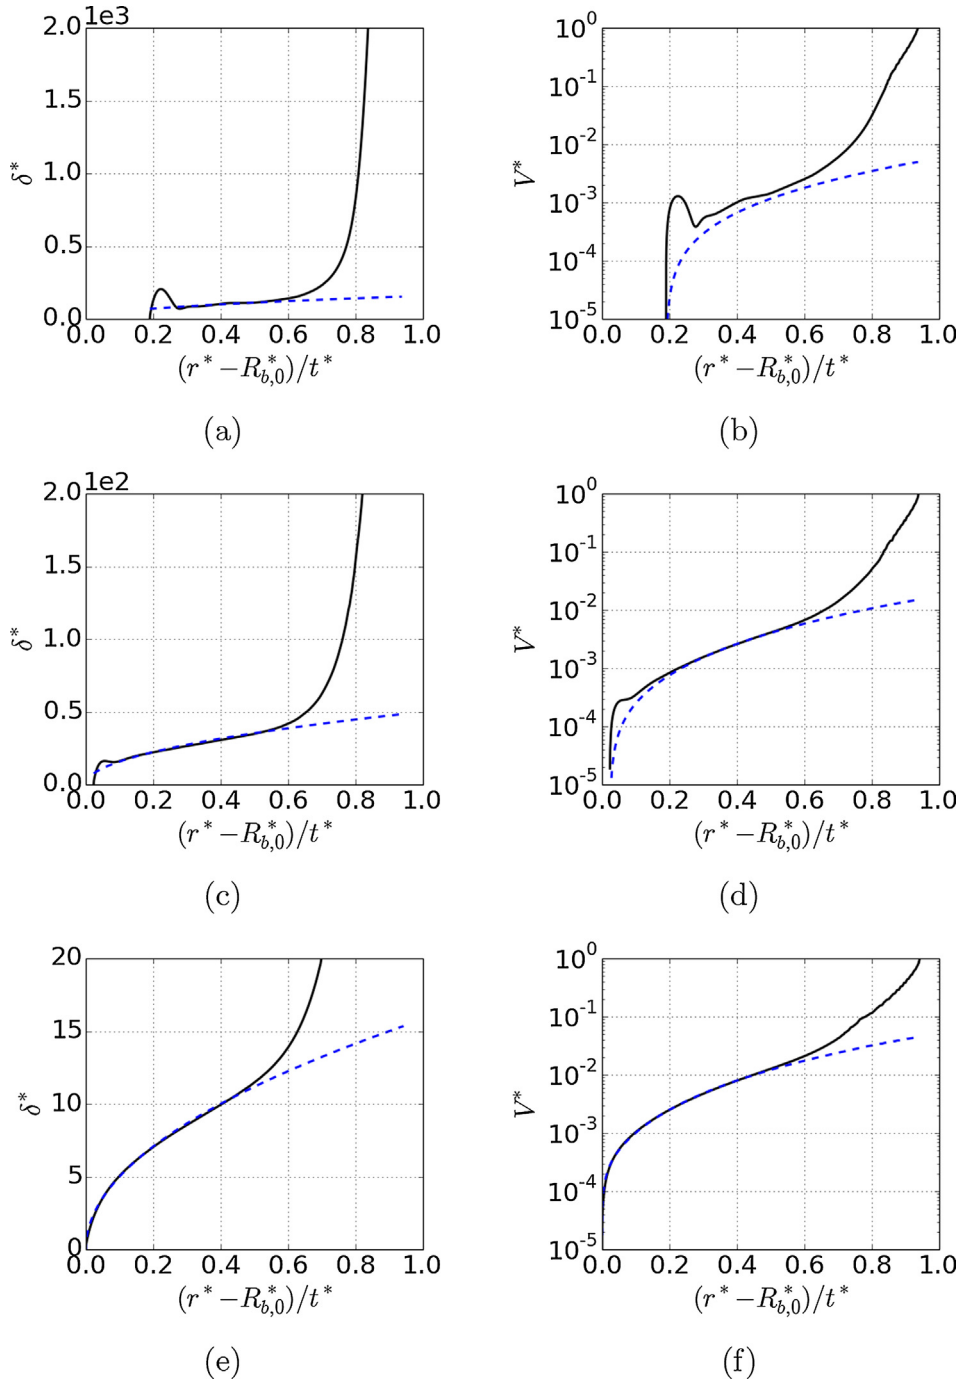 1e3
2.0
1.5
1.0
0.5
0.0
δ*
0.0 0.2 0.4 0.6 0.8 1.0
(r* − R*b,0)/t*
(a)
10^0
10^-1
10^-2
10^-3
10^-4
10^-5
V*
0.0 0.2 0.4 0.6 0.8 1.0
(r* − R*b,0)/t*
(b)
1e2
2.0
1.5
1.0
0.5
0.0
δ*
0.0 0.2 0.4 0.6 0.8 1.0
(r* − R*b,0)/t*
(c)
10^0
10^-1
10^-2
10^-3
10^-4
10^-5
V*
0.0 0.2 0.4 0.6 0.8 1.0
(r* − R*b,0)/t*
(d)
20
15
10
5
0
δ*
0.0 0.2 0.4 0.6 0.8 1.0
(r* − R*b,0)/t*
(e)
10^0
10^-1
10^-2
10^-3
10^-4
10^-5
V*
0.0 0.2 0.4 0.6 0.8 1.0
(r* − R*b,0)/t*
(f)